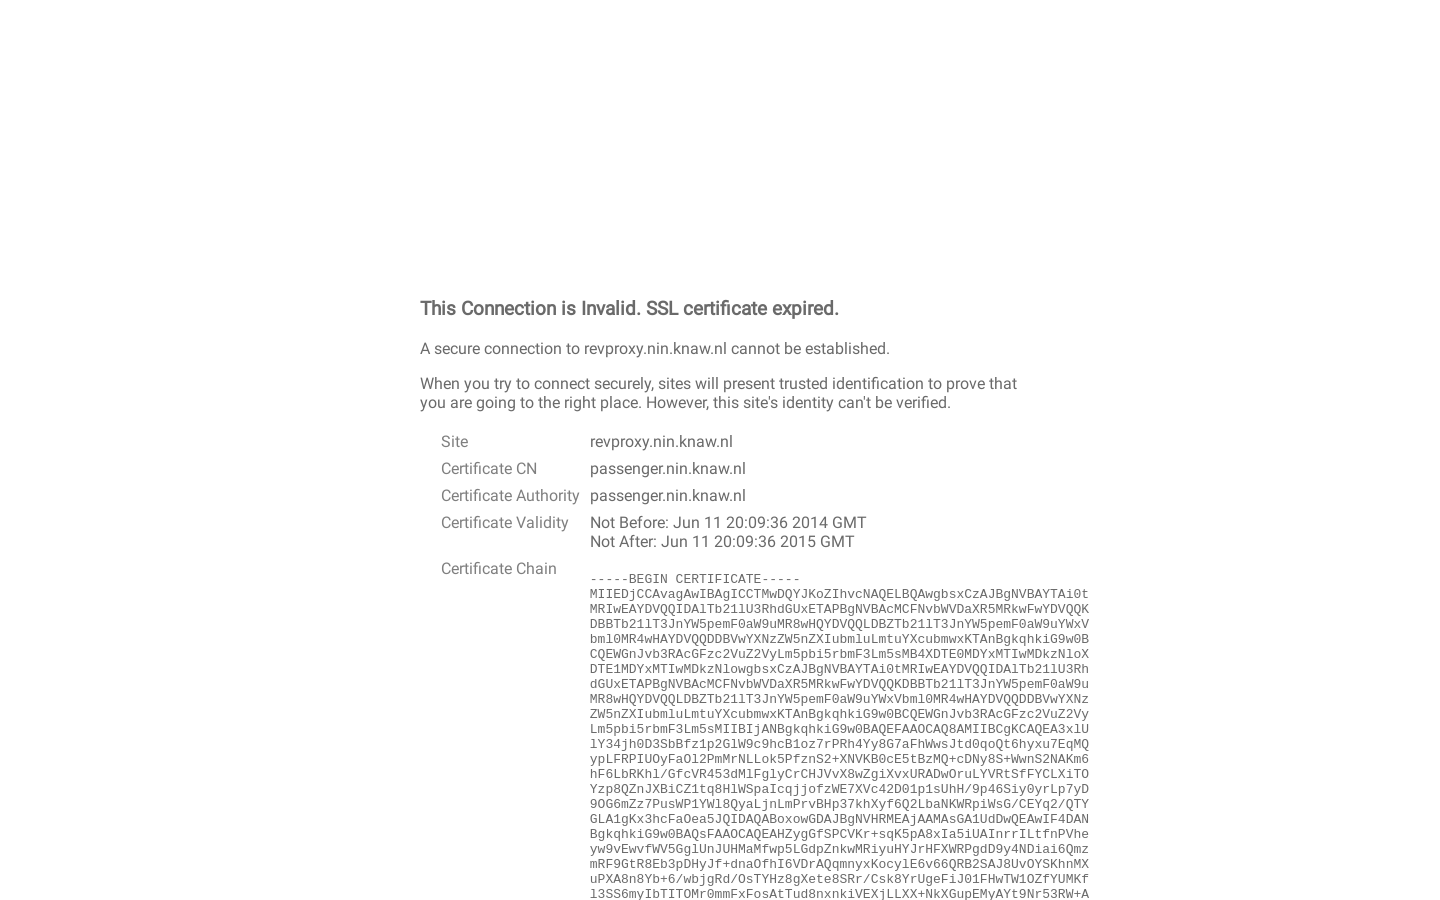 This Connection is Invalid. SSL certificate expired.
A secure connection to revproxy.nin.knaw.nl cannot be established.
When you try to connect securely, sites will present trusted identification to prove that
you are going to the right place. However, this site's identity can't be verified.
Site revproxy.nin.knaw.nl
Certificate CN passenger.nin.knaw.nl
Certificate Authority passenger.nin.knaw.nl
Certificate Validity Not Before: Jun 11 20:09:36 2014 GMT
Not After: Jun 11 20:09:36 2015 GMT
Certificate Chain
-----BEGIN CERTIFICATE-----
MIIEDjCCAvagAwIBAgICCTMwDQYJKoZIhvcNAQELBQAwgbsxCzAJBgNVBAYTAi0t
MRIwEAYDVQQIDAlTb21lU3RhdGUxETAPBgNVBAcMCFNvbWVDaXR5MRkwFwYDVQQK
DBBTb21lT3JnYW5pemF0aW9uMR8wHQYDVQQLDBZTb21lT3JnYW5pemF0aW9uYWxV
bml0MR4wHAYDVQQDDBVwYXNzZW5nZXIubmluLmtuYXcubmwxKTAnBgkqhkiG9w0B
CQEWGnJvb3RAcGFzc2VuZ2VyLm5pbi5rbmF3Lm5sMB4XDTE0MDYxMTIwMDkzNloX
DTE1MDYxMTIwMDkzNlowgbsxCzAJBgNVBAYTAi0tMRIwEAYDVQQIDAlTb21lU3Rh
dGUxETAPBgNVBAcMCFNvbWVDaXR5MRkwFwYDVQQKDBBTb21lT3JnYW5pemF0aW9u
MR8wHQYDVQQLDBZTb21lT3JnYW5pemF0aW9uYWxVbml0MR4wHAYDVQQDDBVwYXNz
ZW5nZXIubmluLmtuYXcubmwxKTAnBgkqhkiG9w0BCQEWGnJvb3RAcGFzc2VuZ2Vy
Lm5pbi5rbmF3Lm5sMIIBIjANBgkqhkiG9w0BAQEFAAOCAQ8AMIIBCgKCAQEA3xlU
lY34jh0D3SbBfz1p2GlW9c9hcB1oz7rPRh4Yy8G7aFhWwsJtd0qoQt6hyxu7EqMQ
ypLFRPIUOyFaOl2PmMrNLLok5PfznS2+XNVKB0cE5tBzMQ+cDNy8S+WwnS2NAKm6
hF6LbRKhl/GfcVR453dMlFglyCrCHJVvX8wZgiXvxURADwOruLYVRtSfFYCLXiTO
Yzp8QZnJXBiCZ1tq8HlWSpaIcqjjofzWE7XVc42D01p1sUhH/9p46Siy0yrLp7yD
9OG6mZz7PusWP1YWl8QyaLjnLmPrvBHp37khXyf6Q2LbaNKWRpiWsG/CEYq2/QTY
GLA1gKx3hcFaOea5JQIDAQABoxowGDAJBgNVHRMEAjAAMAsGA1UdDwQEAwIF4DAN
BgkqhkiG9w0BAQsFAAOCAQEAHZygGfSPCVKr+sqK5pA8xIa5iUAInrrILtfnPVhe
yw9vEwvfWV5GglUnJUHMaMfwp5LGdpZnkwMRiyuHYJrHFXWRPgdD9y4NDiai6Qmz
mRF9GtR8Eb3pDHyJf+dnaOfhI6VDrAQqmnyxKocylE6v66QRB2SAJ8UvOYSKhnMX
uPXA8n8Yb+6/wbjgRd/OsTYHz8gXete8SRr/Csk8YrUgeFiJ01FHwTW1OZfYUMKf
l3SS6myIbTITOMr0mmFxFosAtTud8nxnkiVEXjLLXX+NkXGupEMyAYt9Nr53RW+A